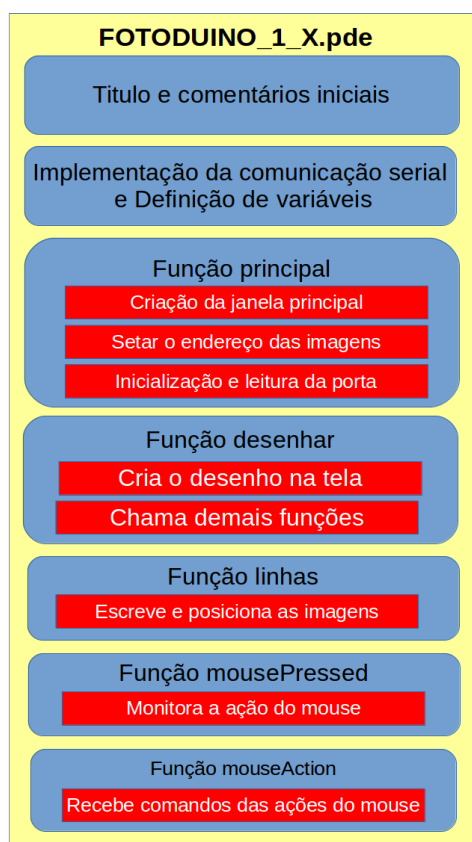 FOTODUINO_1_X.pde
Titulo e comentários iniciais
Implementação da comunicação serial
e Definição de variáveis
Função principal
Criação da janela principal
Setar o endereço das imagens
Inicialização e leitura da porta
Função desenhar
Cria o desenho na tela
Chama demais funções
Função linhas
Escreve e posiciona as imagens
Função mousePressed
Monitora a ação do mouse
Função mouseAction
Recebe comandos das ações do mouse